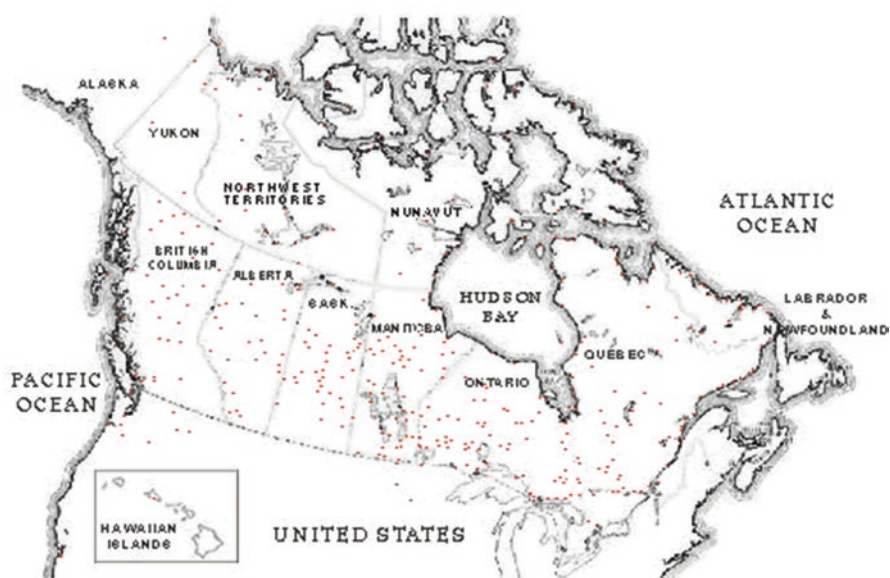 ALASKA
YUKON
NORTHWEST
TERRITORIES
NUNAVUT
ATLANTIC
OCEAN
BRITISH
COLUMBIA
ALBERTA
SASK.
MANITOBA
HUDSON
BAY
LABRADOR
&
NEWFOUNDLAND
QUEBEC
ONTARIO
PACIFIC
OCEAN
HAWAIIAN
ISLANDS
UNITED STATES